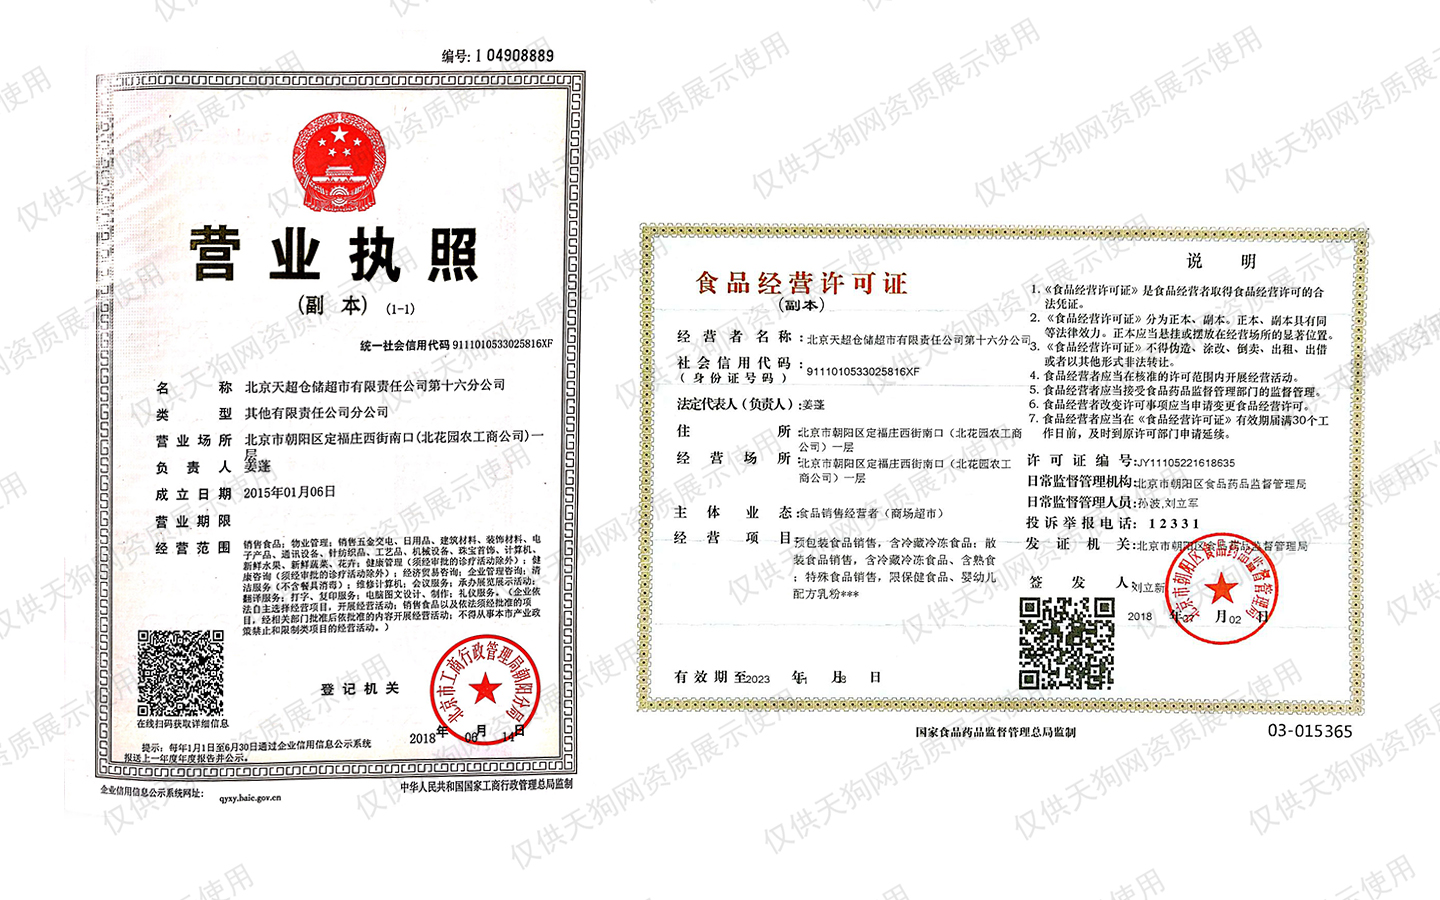 编号: 1 04908889
营业执照
(副 本) (1-1)
统一社会信用代码 9111010533025816XF
名 称 北京天超仓储超市有限责任公司第十六分公司
类 型 其他有限责任公司分公司
营业场所 北京市朝阳区定福庄西街南口(北花园农工商公司)一
层
负 责 人 姜蓬
成立日期 2015年01月06日
营业期限
经营范围 销售食品；物业管理；销售五金交电、日用品、建筑材料、装饰材料、电
子产品、通讯设备、针纺织品、工艺品、机械设备、珠宝首饰、计算机、
新鲜水果、新鲜蔬菜、花卉；健康管理（须经审批的诊疗活动除外）；健
康咨询（须经审批的诊疗活动除外）；经济贸易咨询；企业管理咨询；清
洁服务（不含餐具消毒）；维修计算机；会议服务；承办展览展示活动；
翻译服务；打字、复印服务；电脑图文设计、制作；礼仪服务。（企业依
法自主选择经营项目，开展经营活动；销售食品以及依法须经批准的项
目，经相关部门批准后依批准的内容开展经营活动；不得从事本市产业政
策禁止和限制类项目的经营活动。）
在线扫码获取详细信息
登记机关
北京市工商行政管理局朝阳分局
2018年 06月 14日
提示：每年1月1日至6月30日通过企业信用信息公示系统
报送上一年度年度报告并公示。
企业信用信息公示系统网址：
qyxy.baic.gov.cn
中华人民共和国国家工商行政管理总局监制
食品经营许可证
(副本)
经营者名称：北京天超仓储超市有限责任公司第十六分公司
社会信用代码：
(身份证号码) 9111010533025816XF
法定代表人(负责人)：姜蓬
住 所：北京市朝阳区定福庄西街南口（北花园农工商
公司）一层
经营场所：北京市朝阳区定福庄西街南口（北花园农工
商公司）一层
主体业态：食品销售经营者（商场超市）
经营项目：预包装食品销售，含冷藏冷冻食品；散
装食品销售，含冷藏冷冻食品、含熟食
；特殊食品销售，限保健食品、婴幼儿
配方乳粉***
有效期至2023 年 1 月 8 日
说 明
1.《食品经营许可证》是食品经营者取得食品经营许可的合
法凭证。
2.《食品经营许可证》分为正本、副本。正本、副本具有同
等法律效力。正本应当悬挂或摆放在经营场所的显著位置。
3.《食品经营许可证》不得伪造、涂改、倒卖、出租、出借
或者以其他形式非法转让。
4. 食品经营者应当在核准的许可范围内开展经营活动。
5. 食品经营者应当接受食品药品监督管理部门的监督管理。
6. 食品经营者改变许可事项应当申请变更食品经营许可。
7. 食品经营者应当在《食品经营许可证》有效期届满30个工
作日前，及时到原许可部门申请延续。
许可证编号：JY11105221618635
日常监督管理机构：北京市朝阳区食品药品监督管理局
日常监督管理人员：孙波,刘立军
投诉举报电话：12331
发证机关：北京市朝阳区食品药品监督管理局
签 发 人：刘立新
北京市朝阳区食品药品监督管理局
2018 年 07 月 02 日
国家食品药品监督管理总局监制
03-015365
仅供天狗网资质展示使用